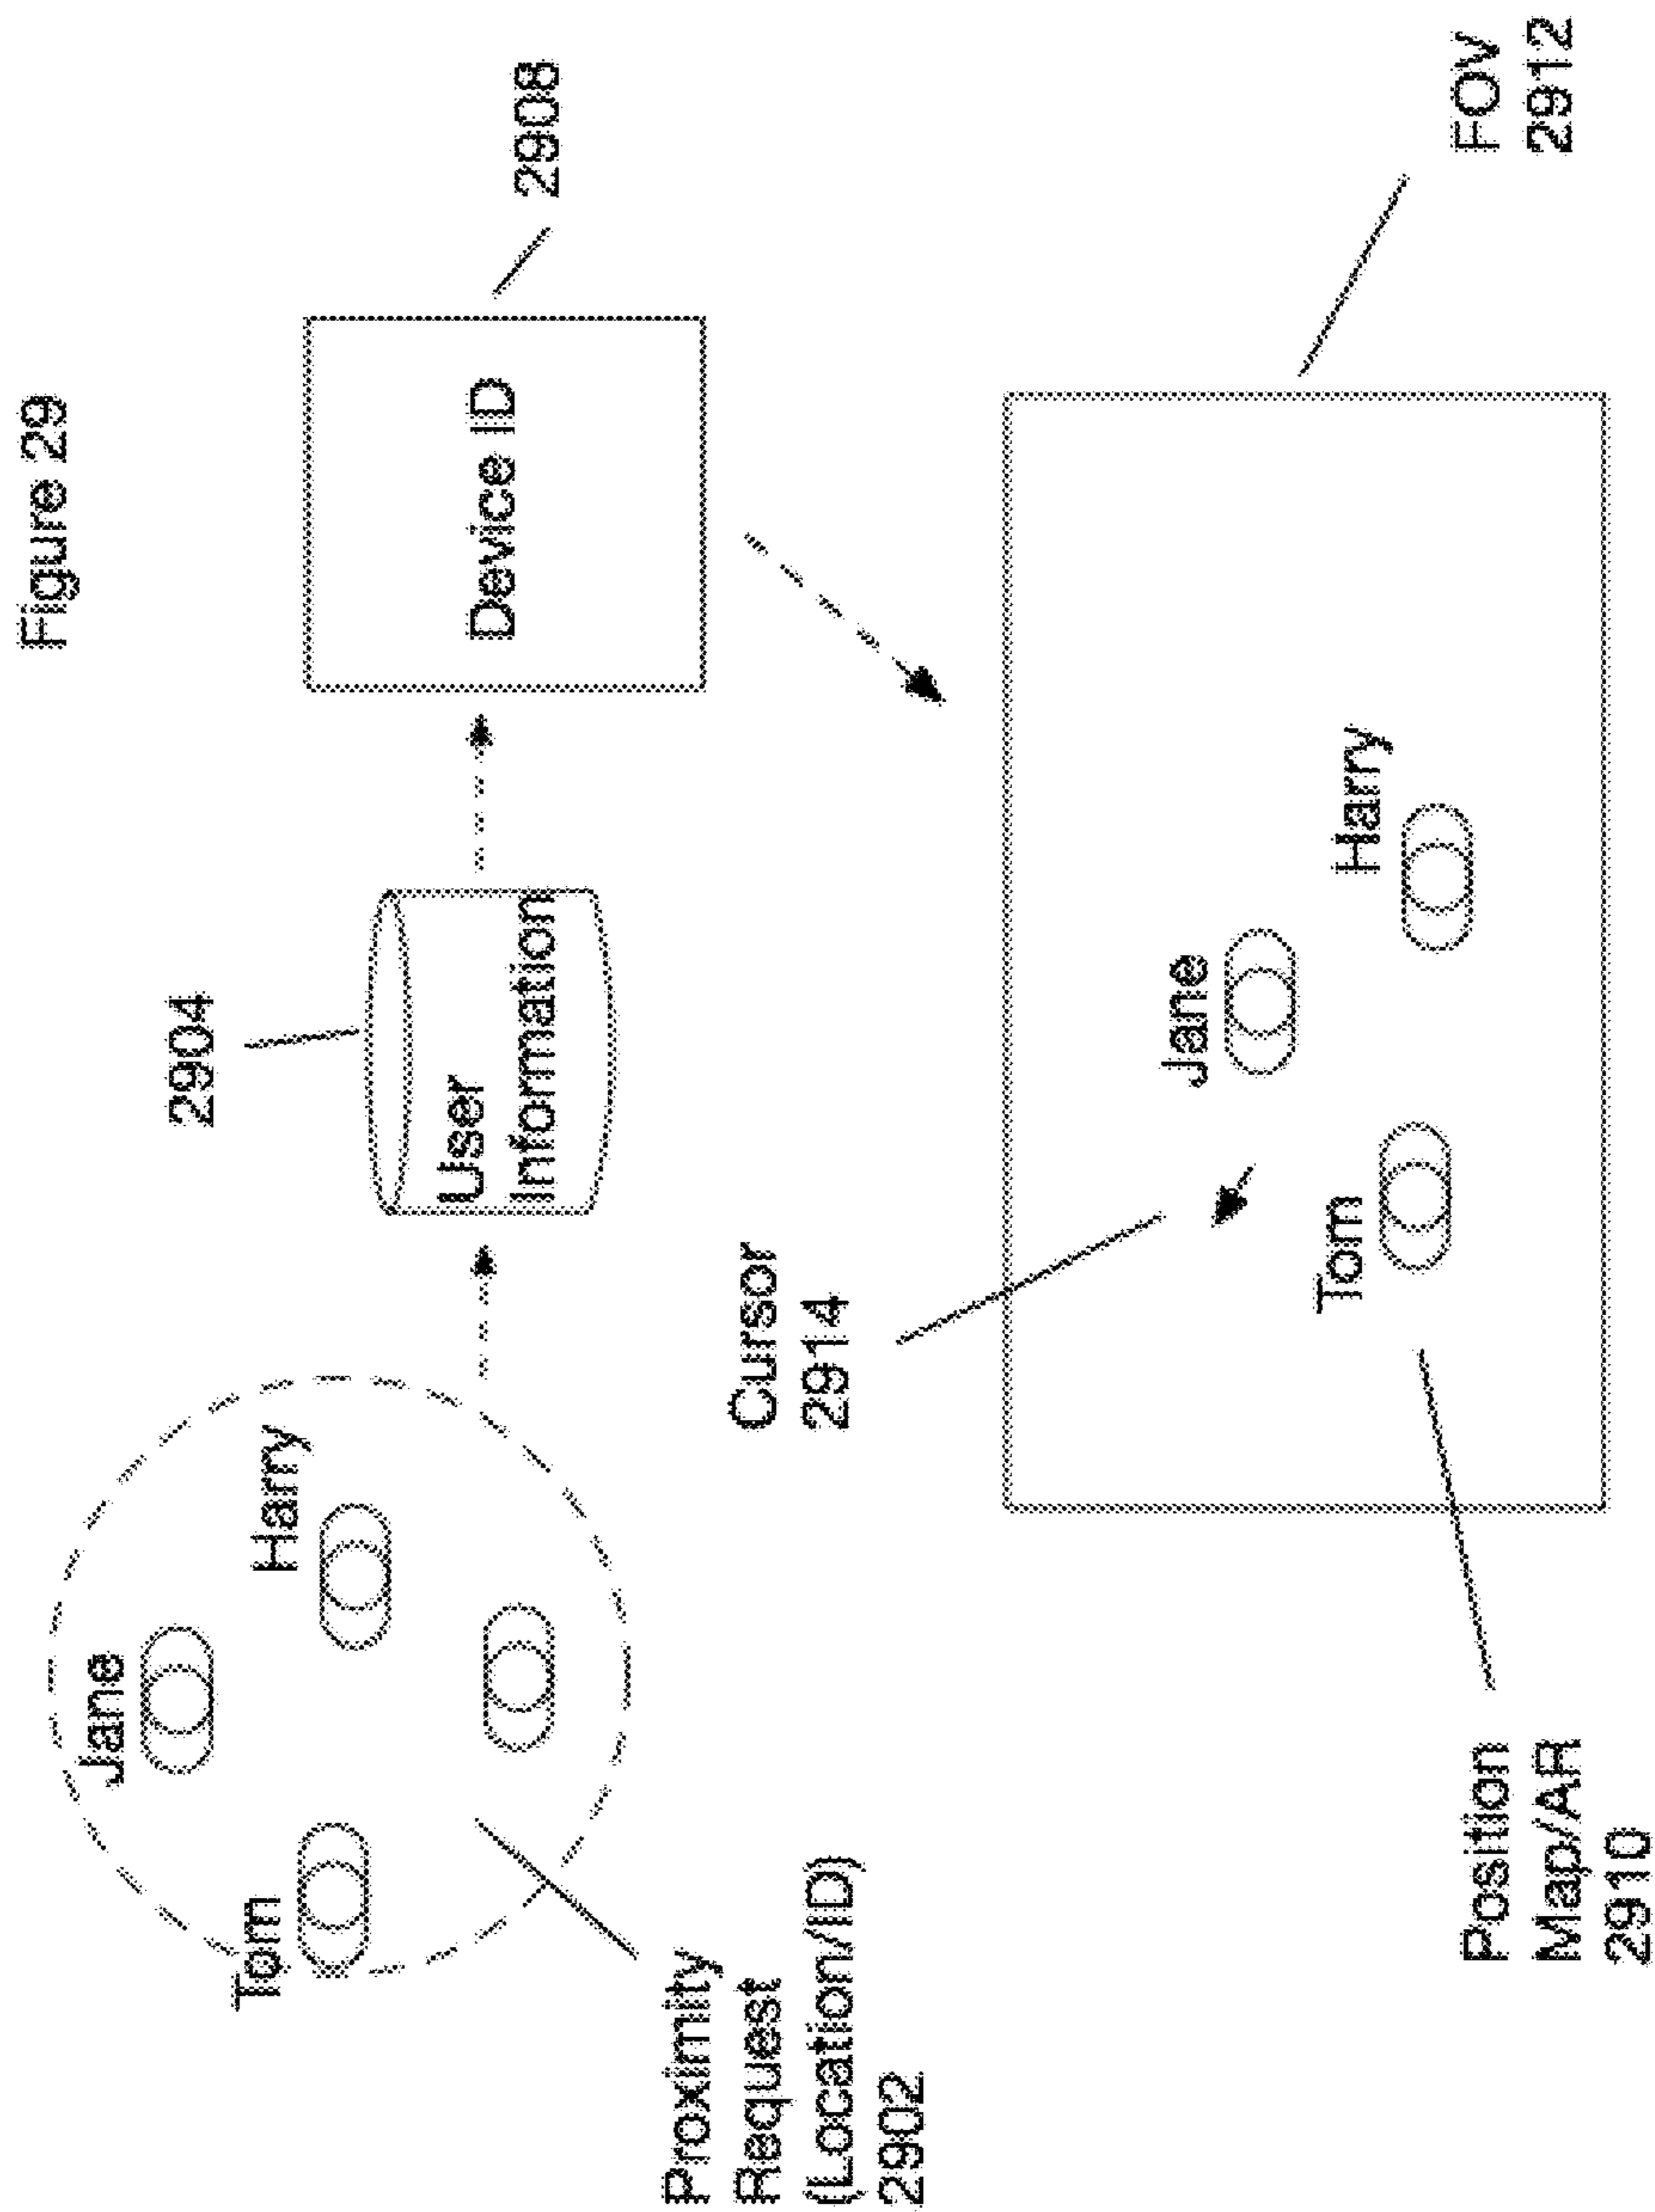 Figure 29
Jane
Tom
Harry
2904
User
Information
Device ID
2908
Proximity
Request
(Location/ID)
2902
Cursor
2914
Jane
Tom
Harry
Position
Map/AR
2910
FOV
2912